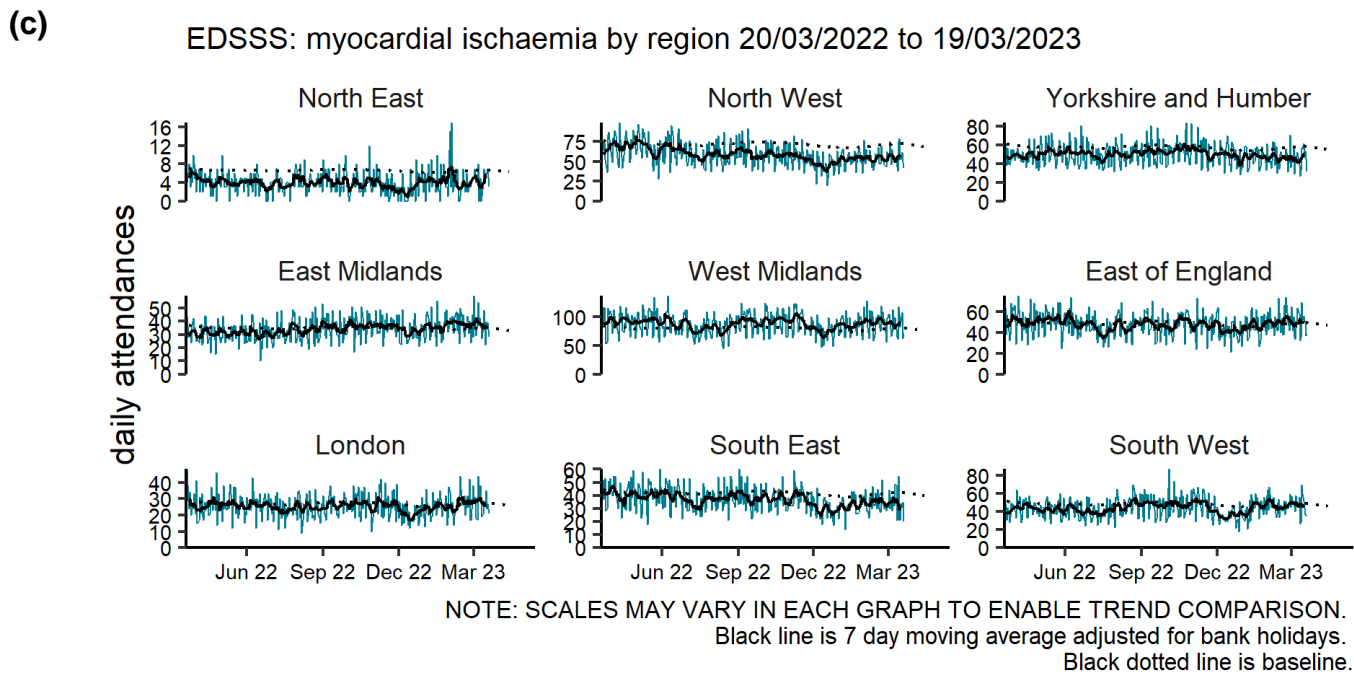 (c)
EDSSS: myocardial ischaemia by region 20/03/2022 to 19/03/2023
daily attendances
North East
16
12
8
4
0
North West
75
50
25
0
Yorkshire and Humber
80
60
40
20
0
East Midlands
50
40
30
20
10
0
West Midlands
100
50
0
East of England
60
40
20
0
London
40
30
20
10
0
South East
60
50
40
30
20
10
0
South West
80
60
40
20
0
Jun 22 Sep 22 Dec 22 Mar 23
Jun 22 Sep 22 Dec 22 Mar 23
Jun 22 Sep 22 Dec 22 Mar 23
NOTE: SCALES MAY VARY IN EACH GRAPH TO ENABLE TREND COMPARISON.
Black line is 7 day moving average adjusted for bank holidays.
Black dotted line is baseline.